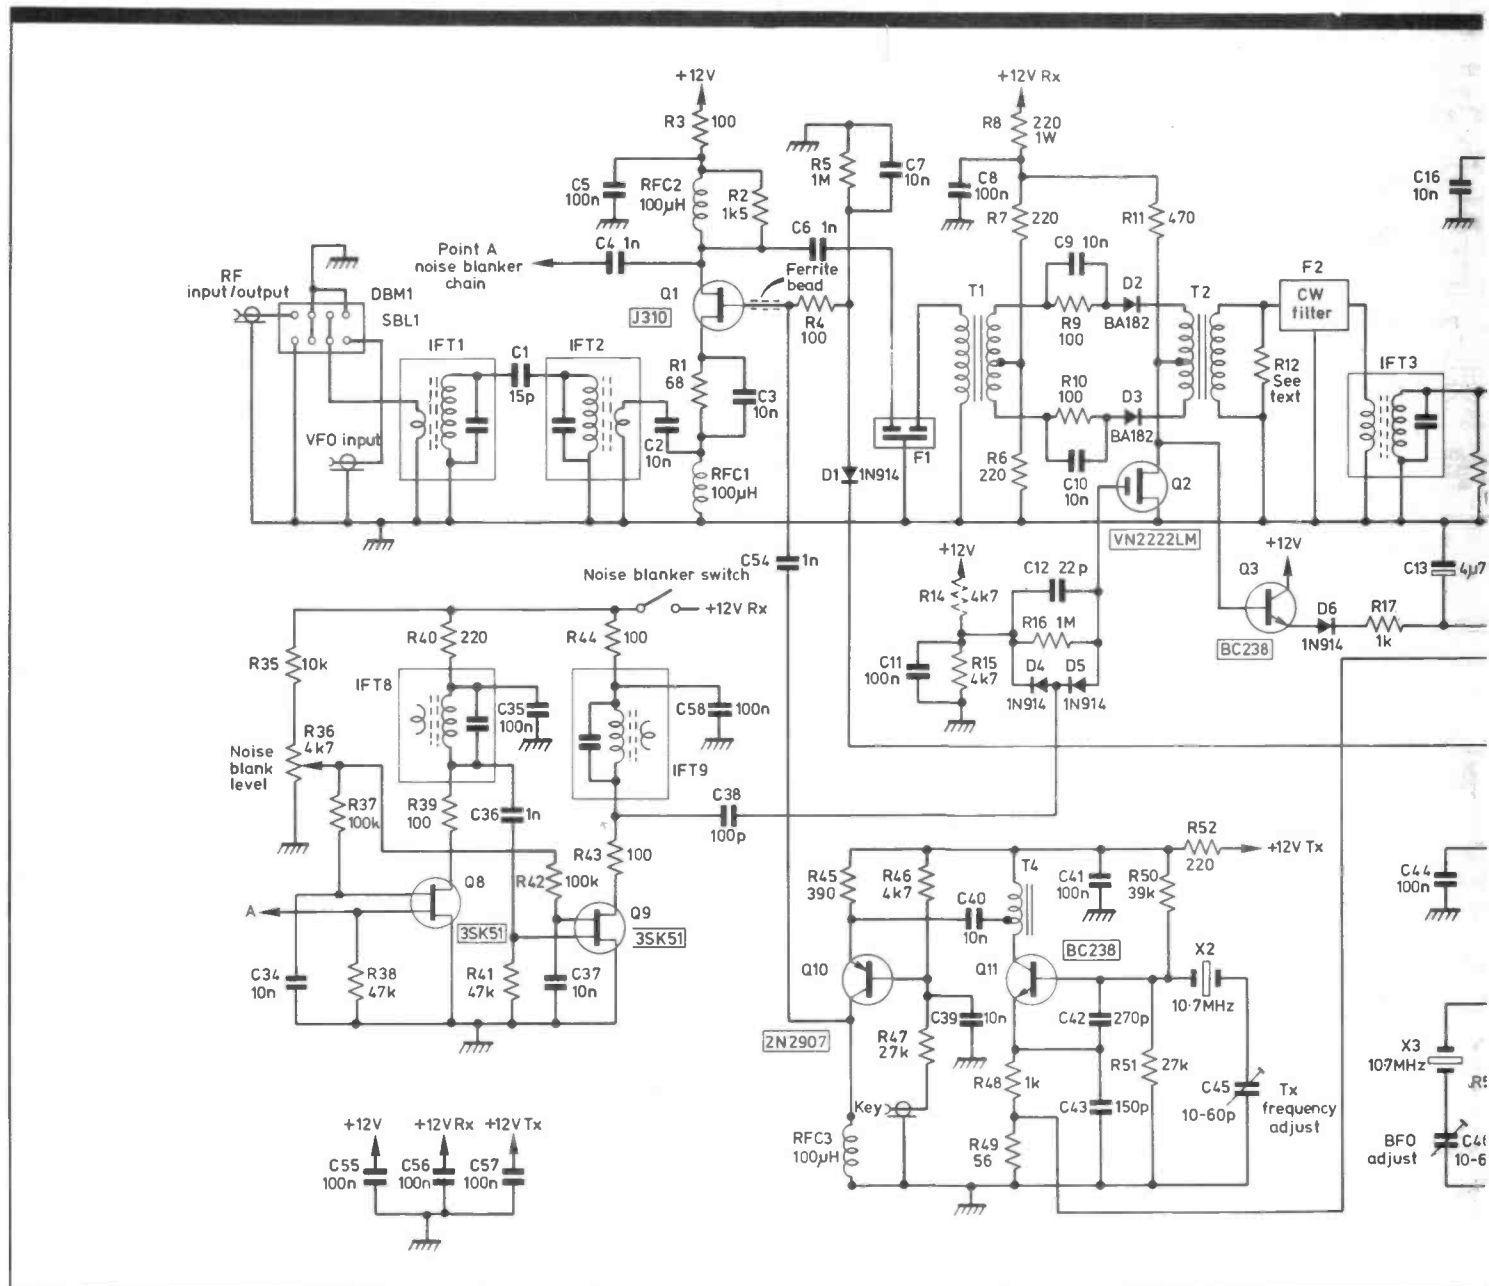 +12V
R3 100
C5 100n
RFC2 100µH
R2 1k5
C4 1n
C6 1n
Point A noise blanker chain
R5 1M
C7 10n
+12V Rx
R8 220 1W
C8 100n
R7 220
R11 470
C16 10n
RF input/output
DBM1
SBL1
Q1
J310
Ferrite bead
R4 100
C9 10n
T1
R9 100
D2 BA182
T2
F2
CW filter
IFT1
C1 15p
IFT2
R1 68
C3 10n
C2 10n
R10 100
D3 BA182
R12 See text
IFT3
VFO input
RFC1 100µH
D1 1N914
F1
R6 220
C10 10n
Q2
VN2222LM
C54 1n
Noise blanker switch
+12V Rx
+12V
R14 4k7
C12 22p
R16 1M
Q3
+12V
C13 4µ7
BC238
D6 1N914
R17 1k
R35 10k
R40 220
R44 100
C11 100n
R15 4k7
D4 1N914
D5 1N914
IFT8
C35 100n
C58 100n
IFT9
R36 4k7
Noise blank level
R37 100k
R39 100
C36 1n
C38 100p
R43 100
R42 100k
Q8
3SK51
Q9
3SK51
A
C34 10n
R38 47k
R41 47k
C37 10n
R52 220
+12V Tx
R45 390
R46 4k7
T4
C41 100n
R50 39k
C44 100n
C40 10n
BC238
Q10
Q11
X2
10·7MHz
2N2907
C39 10n
R47 27k
C42 270p
R51 27k
X3
10·7MHz
R48 1k
C43 150p
C45 10-60p
Tx frequency adjust
Key
RFC3 100µH
R49 56
BFO adjust
+12V
+12V Rx
+12V Tx
C55 100n
C56 100n
C57 100n